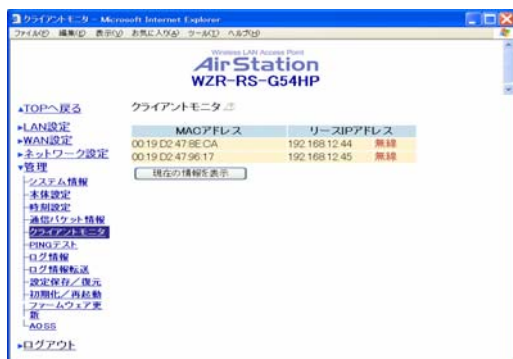 クライアントモニタ - Microsoft Internet Explorer
ファイル(F) 編集(E) 表示(V) お気に入り(A) ツール(T) ヘルプ(H)
Wireless LAN Access Point
AirStation
WZR-RS-G54HP
TOPへ戻る
LAN設定
WAN設定
ネットワーク設定
管理
システム情報
本体設定
時刻設定
通信パケット情報
クライアントモニタ
PINGテスト
ログ情報
ログ情報転送
設定保存/復元
初期化/再起動
ファームウェア更
新
AOSS
ログアウト
クライアントモニタ
MACアドレス リースIPアドレス
00:19:D2:47:8E:CA 192.168.12.44 無線
00:19:D2:47:96:17 192.168.12.45 無線
現在の情報を表示